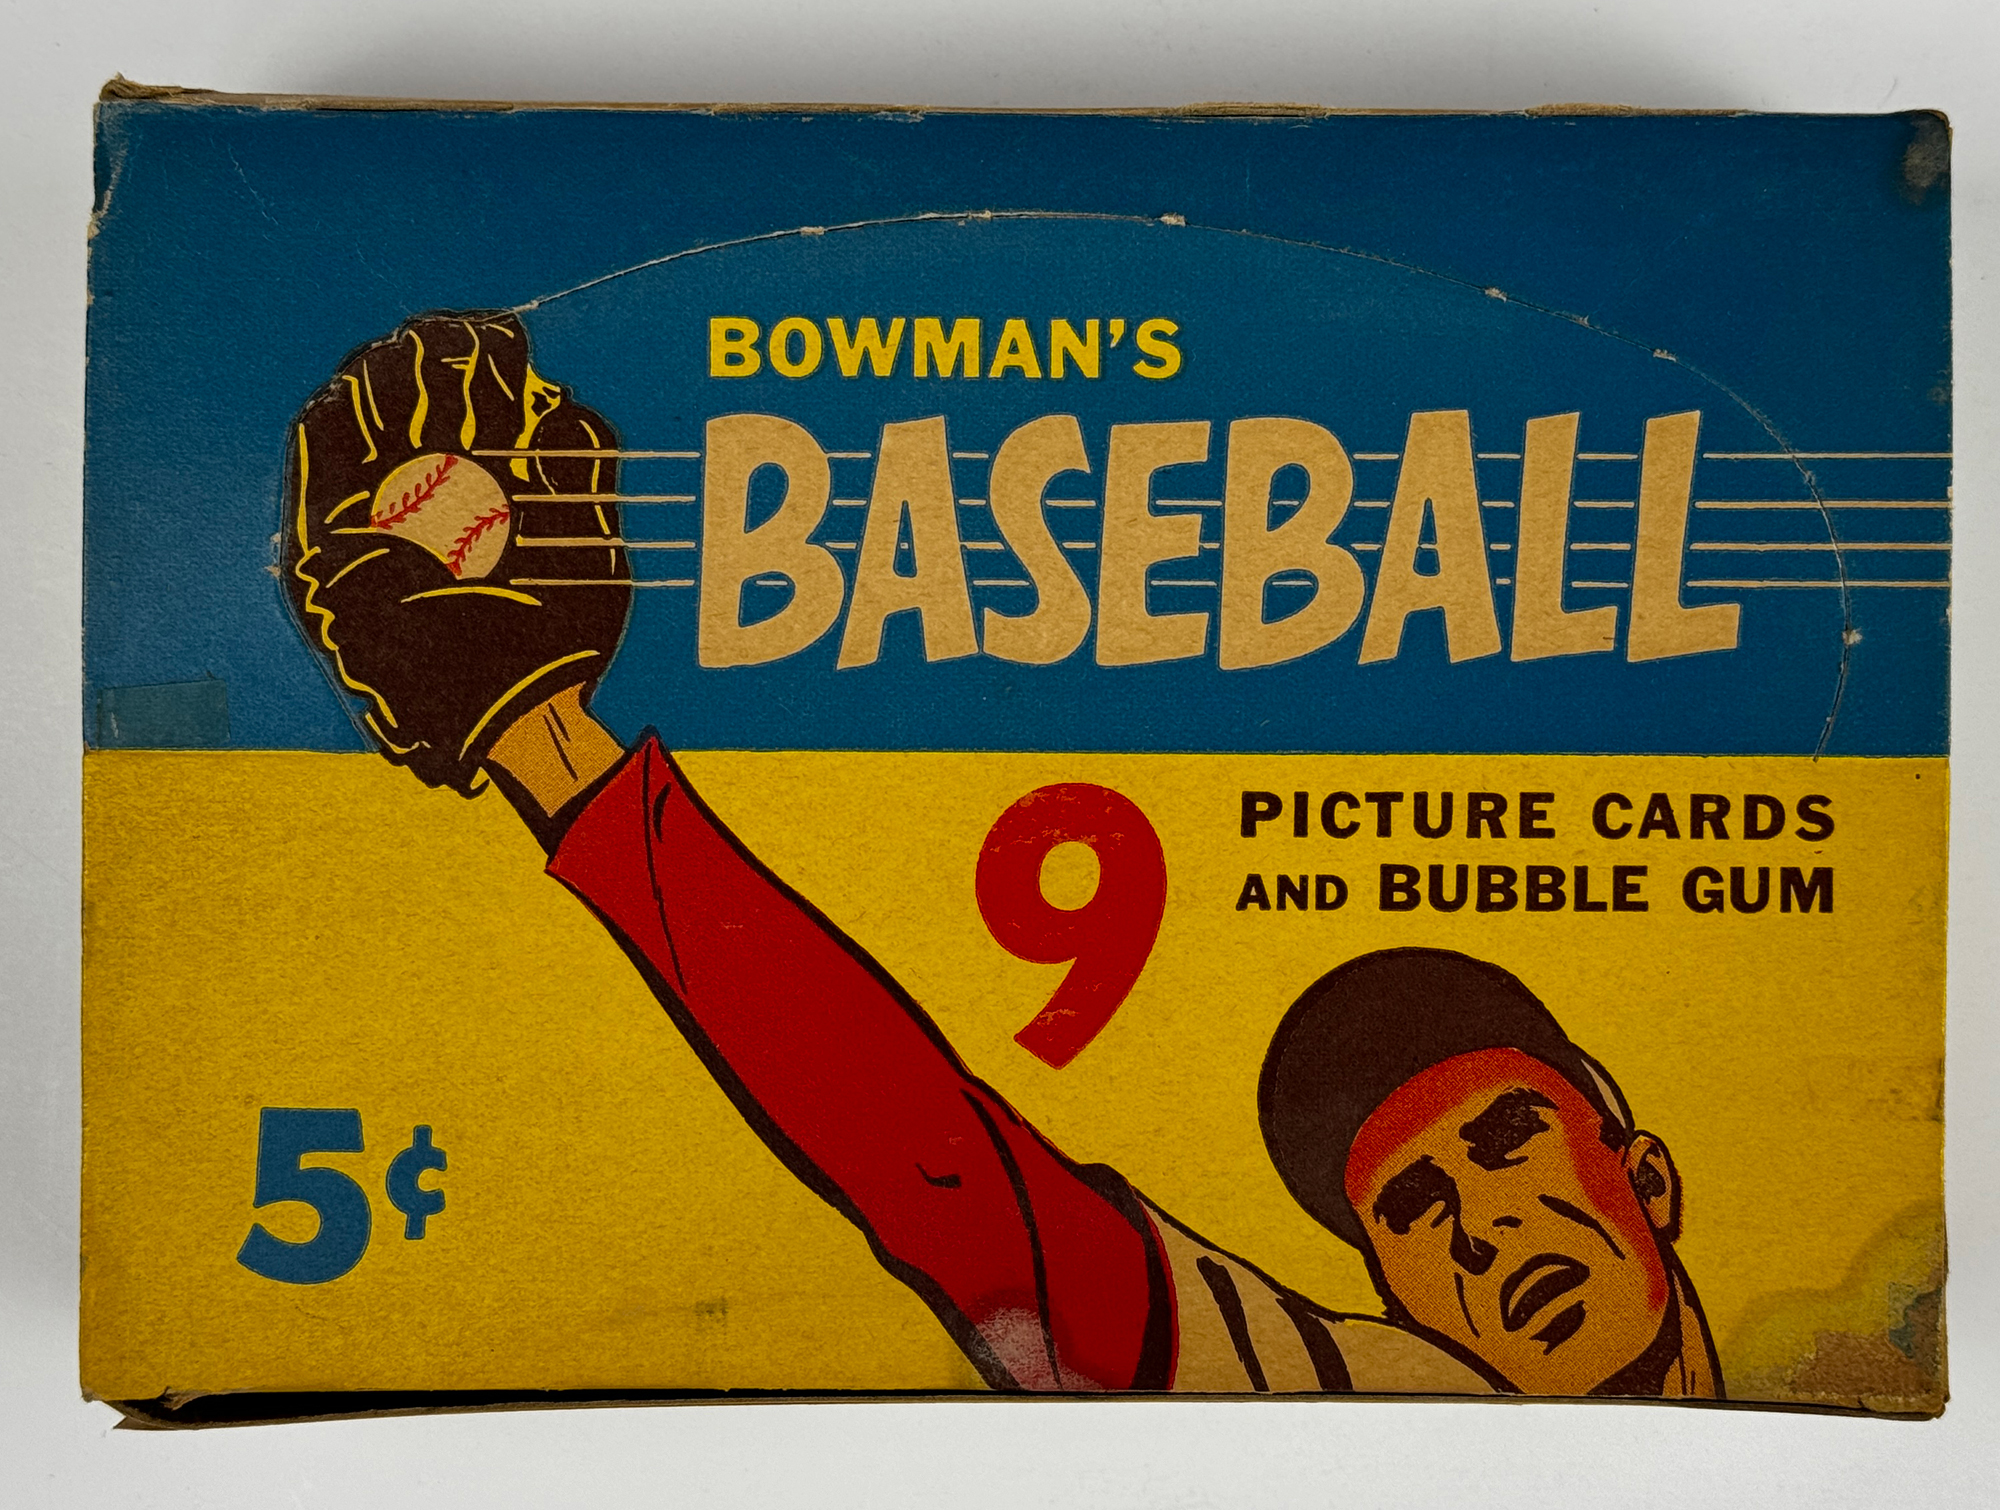 BOWMAN'S
BASEBALL
9
PICTURE CARDS
AND BUBBLE GUM
5¢